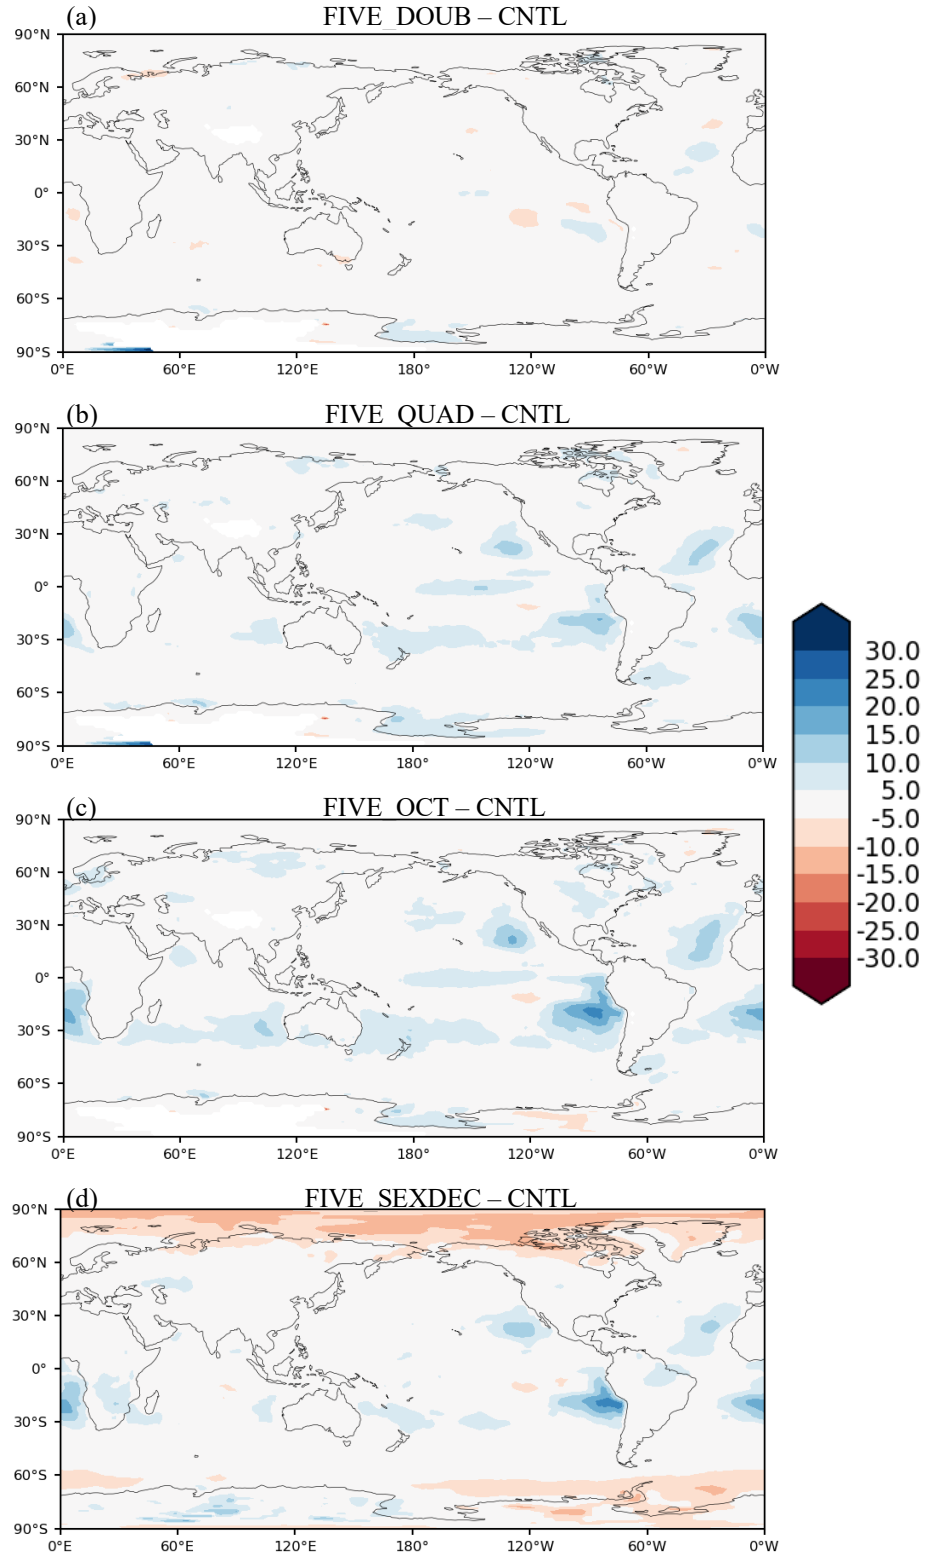 (a) FIVE_DOUB – CNTL
90°N
60°N
30°N
0°
30°S
60°S
90°S
0°E 60°E 120°E 180° 120°W 60°W 0°W
(b) FIVE_QUAD – CNTL
90°N
60°N
30°N
0°
30°S
60°S
90°S
0°E 60°E 120°E 180° 120°W 60°W 0°W
30.0
25.0
20.0
15.0
10.0
5.0
-5.0
-10.0
-15.0
-20.0
-25.0
-30.0
(c) FIVE_OCT – CNTL
90°N
60°N
30°N
0°
30°S
60°S
90°S
0°E 60°E 120°E 180° 120°W 60°W 0°W
(d) FIVE_SEXDEC – CNTL
90°N
60°N
30°N
0°
30°S
60°S
90°S
0°E 60°E 120°E 180° 120°W 60°W 0°W